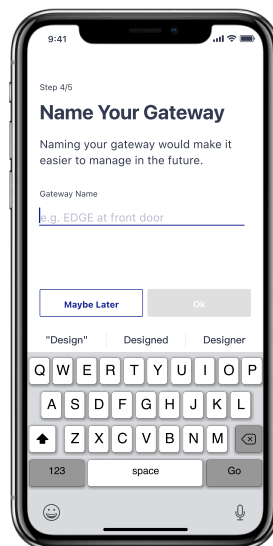 9:41
Step 4/5
Name Your Gateway
Naming your gateway would make it
easier to manage in the future.
Gateway Name
e.g. EDGE at front door
Maybe Later Ok
"Design" Designed Designer
Q W E R T Y U I O P
A S D F G H J K L
Z X C V B N M
123 space Go